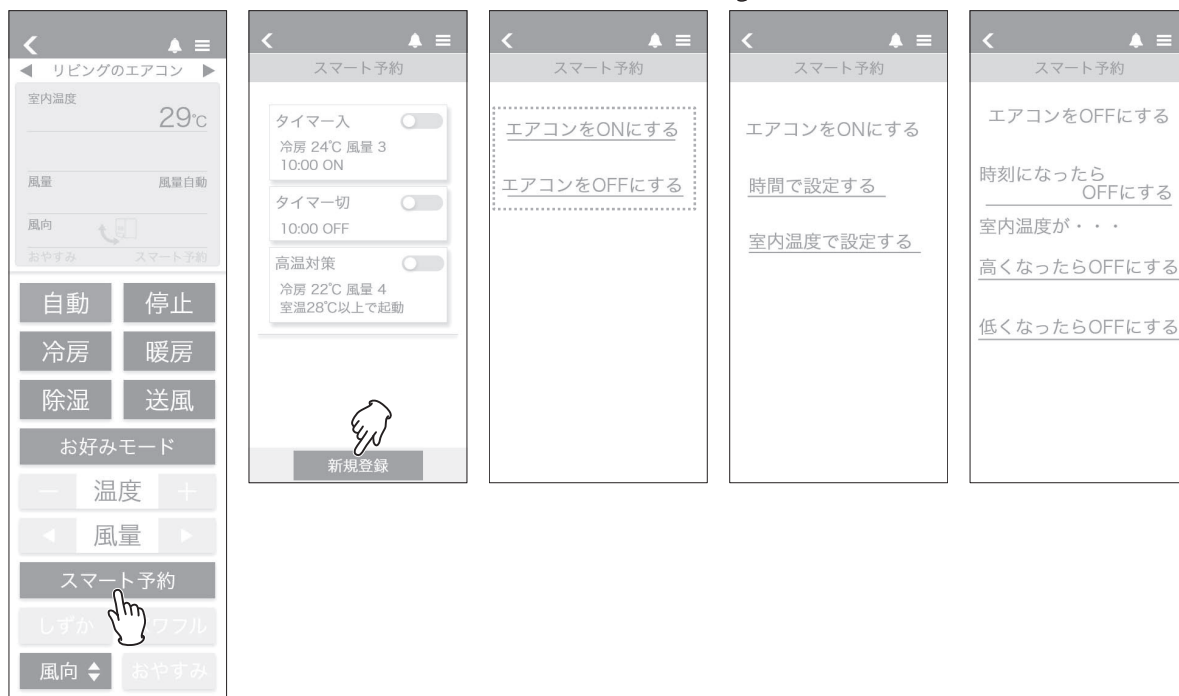 リビングのエアコン
室内温度
29℃
風量 風量自動
風向
おやすみ スマート予約
自動 停止
冷房 暖房
除湿 送風
お好みモード
− 温度 +
風量
スマート予約
しずか ワフル
風向 おやすみ
スマート予約
タイマー入
冷房 24℃ 風量 3
10:00 ON
タイマー切
10:00 OFF
高温対策
冷房 22℃ 風量 4
室温28℃以上で起動
新規登録
スマート予約
エアコンをONにする
エアコンをOFFにする
スマート予約
エアコンをONにする
時間で設定する
室内温度で設定する
スマート予約
エアコンをOFFにする
時刻になったら
OFFにする
室内温度が・・・
高くなったらOFFにする
低くなったらOFFにする